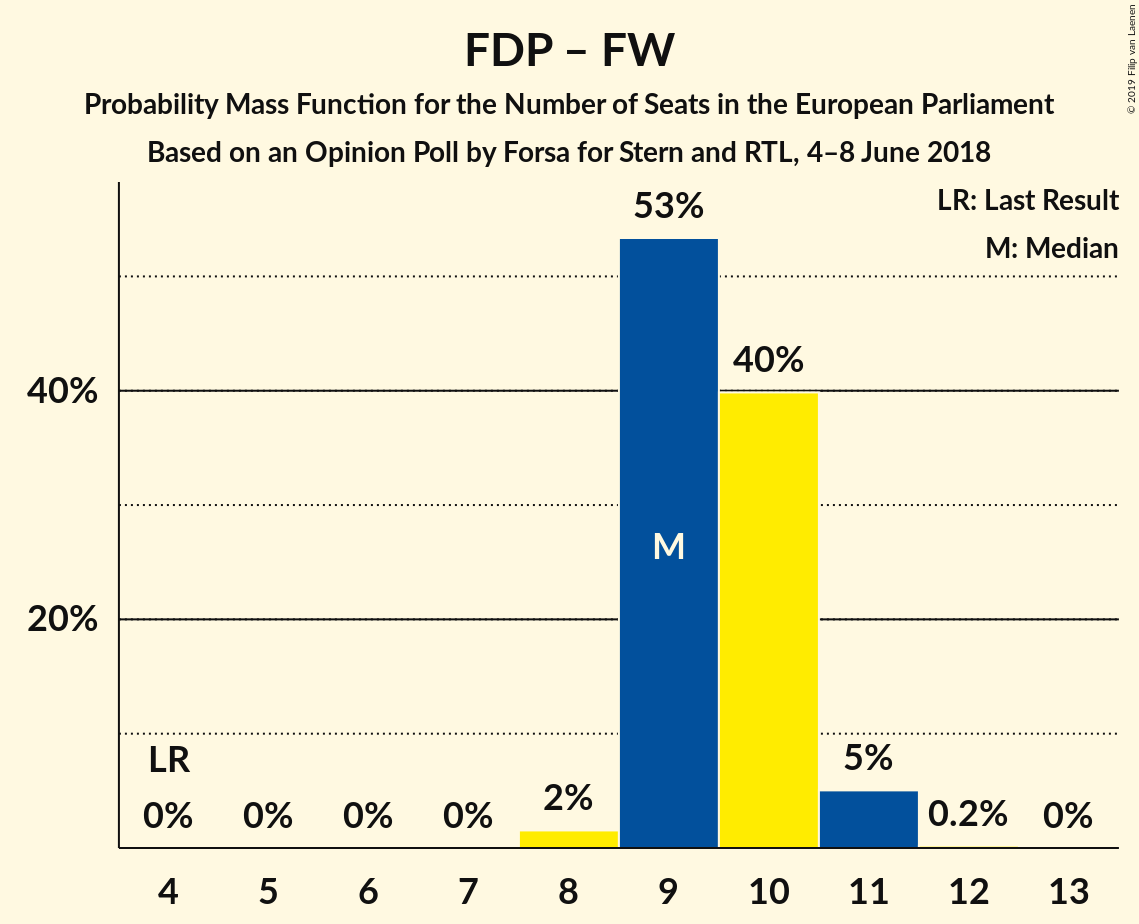 FDP – FW
Probability Mass Function for the Number of Seats in the European Parliament
Based on an Opinion Poll by Forsa for Stern and RTL, 4–8 June 2018
© 2019 Filip van Laenen
LR: Last Result
M: Median
53%
40%
40%
M
20%
LR
0%
0%
0%
0%
2%
5%
0.2%
0%
4 5 6 7 8 9 10 11 12 13